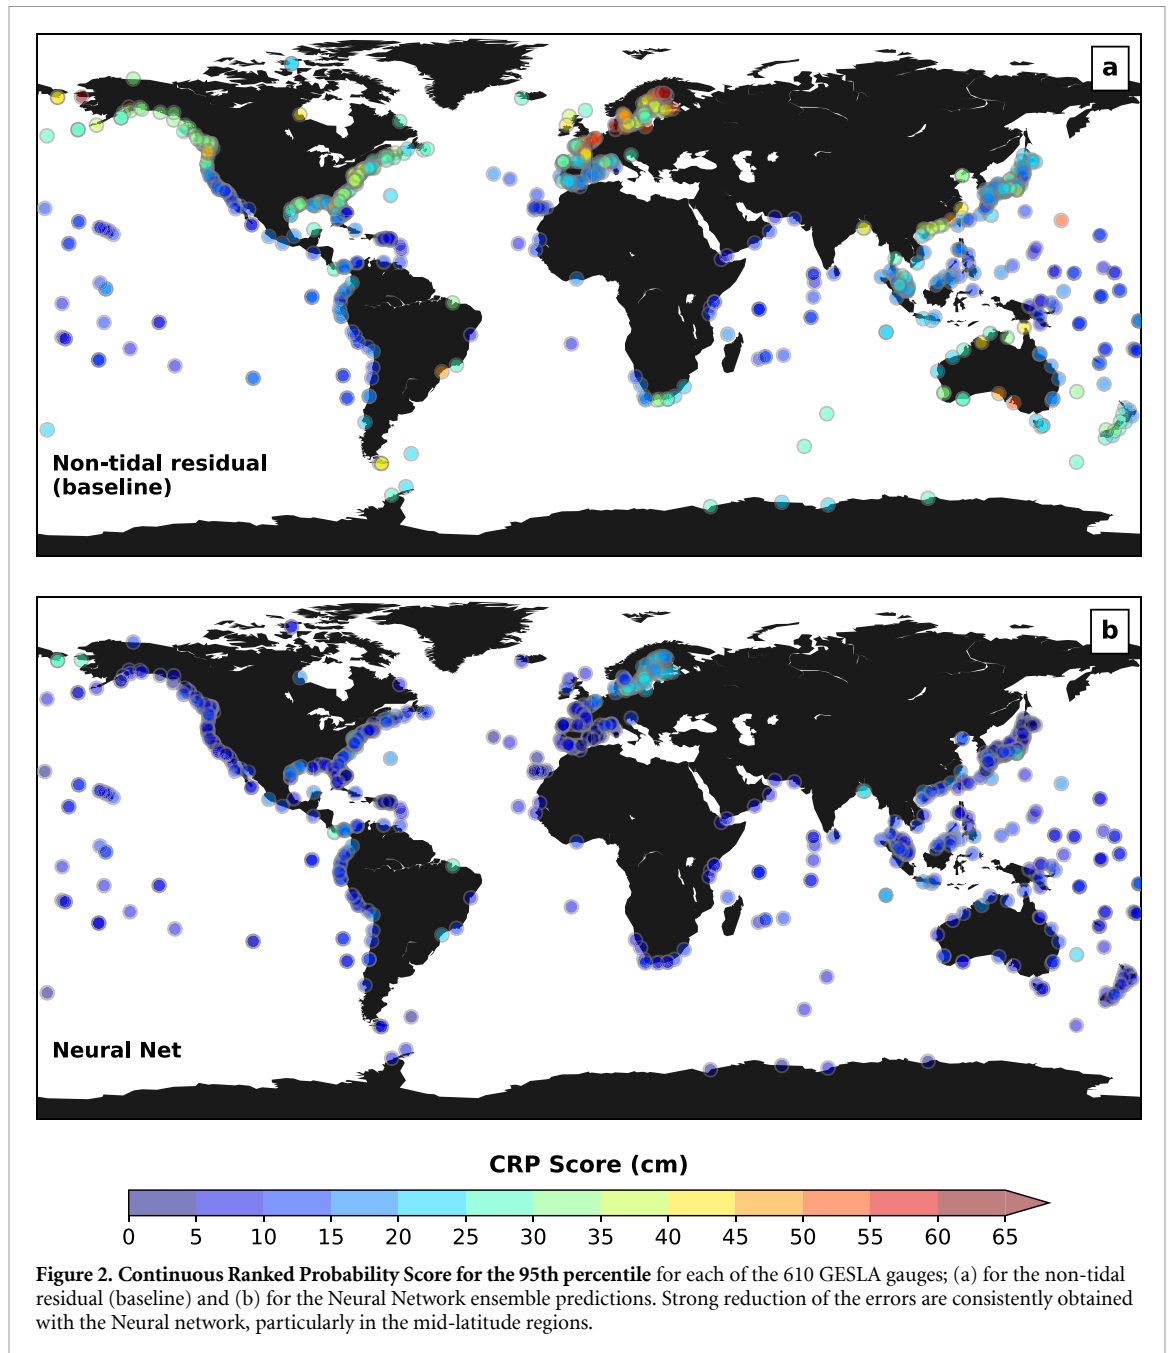 a
Non-tidal residual
(baseline)
b
Neural Net
CRP Score (cm)
0 5 10 15 20 25 30 35 40 45 50 55 60 65
Figure 2. Continuous Ranked Probability Score for the 95th percentile for each of the 610 GESLA gauges; (a) for the non-tidal
residual (baseline) and (b) for the Neural Network ensemble predictions. Strong reduction of the errors are consistently obtained
with the Neural network, particularly in the mid-latitude regions.